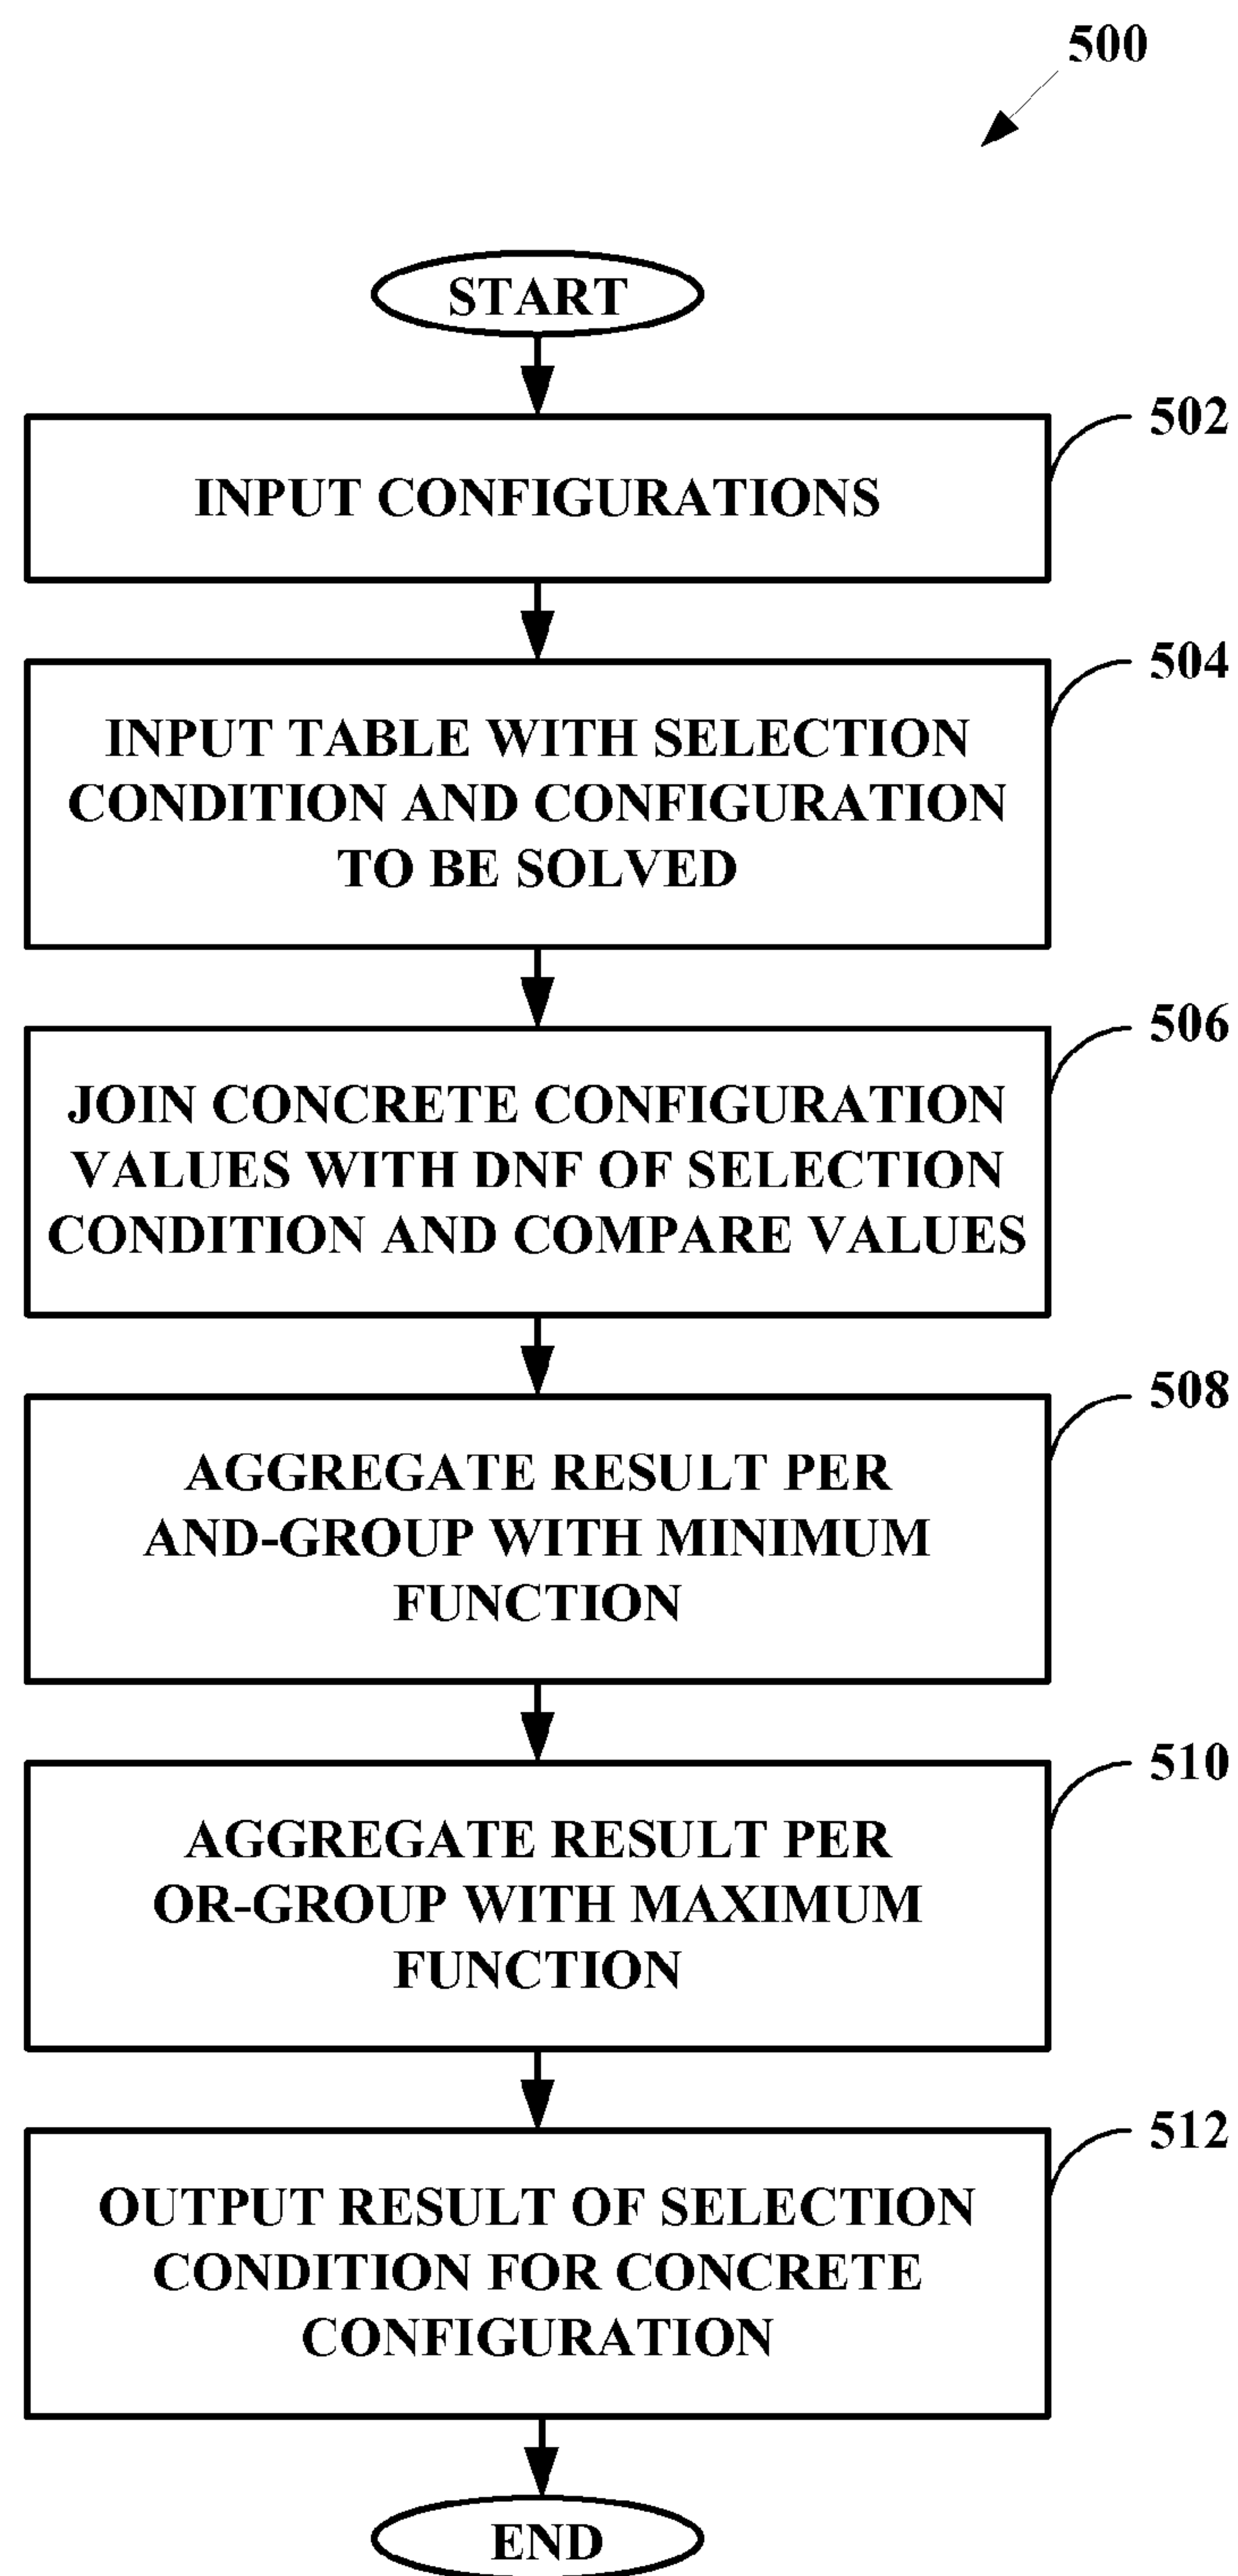 500
START
502
INPUT CONFIGURATIONS
504
INPUT TABLE WITH SELECTION
CONDITION AND CONFIGURATION
TO BE SOLVED
506
JOIN CONCRETE CONFIGURATION
VALUES WITH DNF OF SELECTION
CONDITION AND COMPARE VALUES
508
AGGREGATE RESULT PER
AND-GROUP WITH MINIMUM
FUNCTION
510
AGGREGATE RESULT PER
OR-GROUP WITH MAXIMUM
FUNCTION
512
OUTPUT RESULT OF SELECTION
CONDITION FOR CONCRETE
CONFIGURATION
END